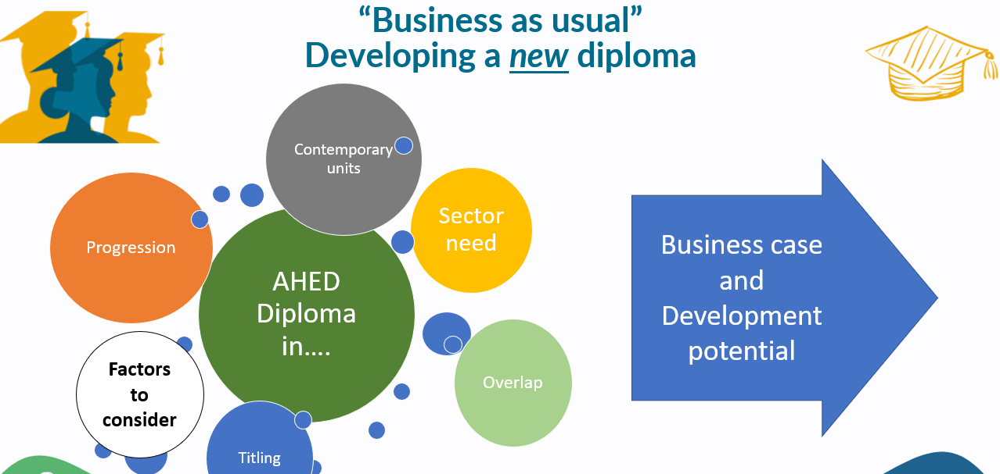 “Business as usual”
Developing a new diploma
Contemporary
units
Sector
need
Progression
AHED
Diploma
in....
Business case
and
Development
potential
Factors
to
consider
Overlap
Titling